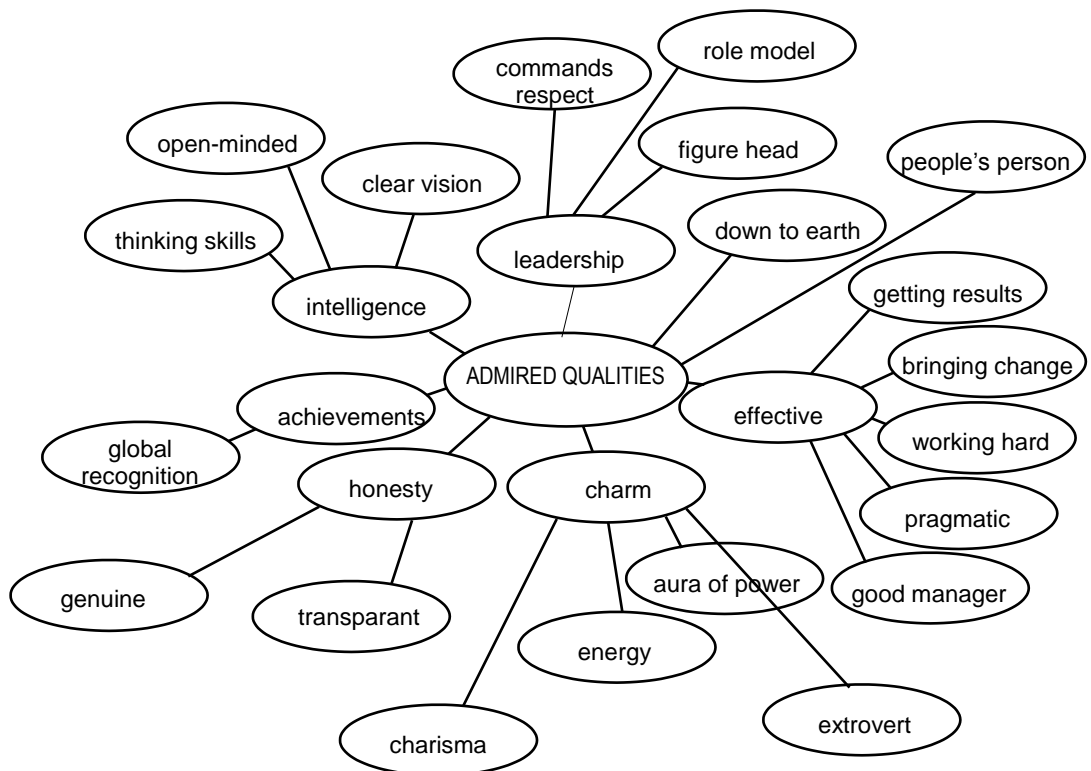 role model
commands
respect
open-minded
figure head
people's person
clear vision
down to earth
thinking skills
leadership
getting results
intelligence
bringing change
ADMIRED QUALITIES
effective
achievements
working hard
global
recognition
honesty
charm
pragmatic
aura of power
good manager
genuine
transparant
energy
extrovert
charisma